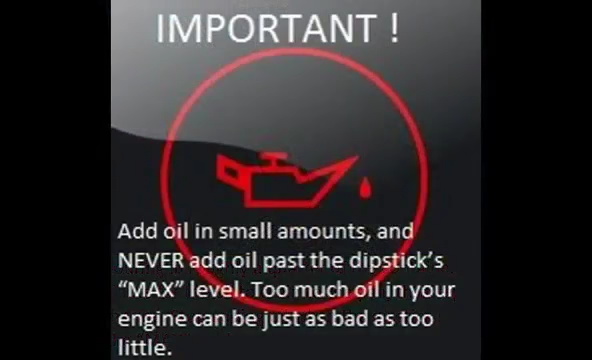 IMPORTANT !
Add oil in small amounts, and
NEVER add oil past the dipstick's
“MAX” level. Too much oil in your
engine can be just as bad as too
little.